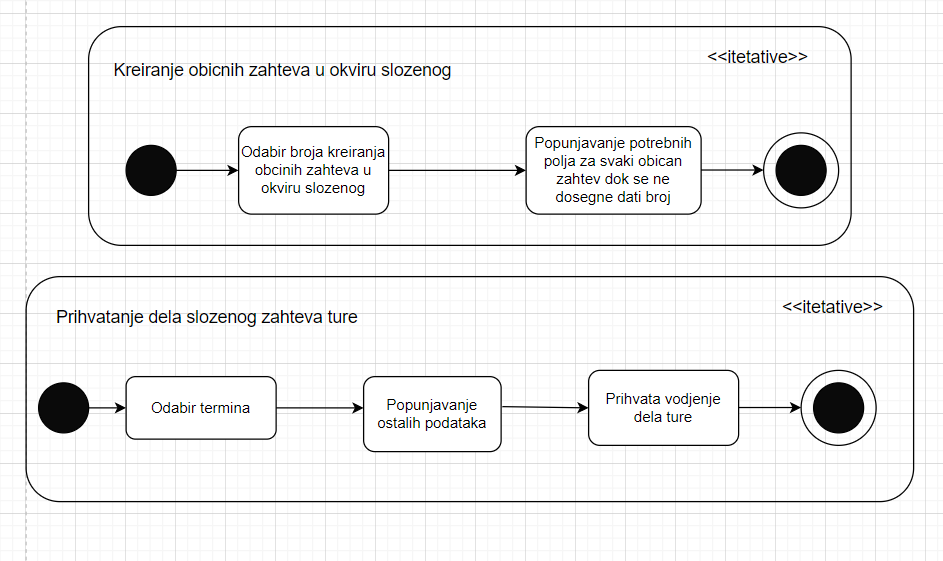 <<itetative>>
Kreiranje obicnih zahteva u okviru slozenog
Odabir broja kreiranja
obcinih zahteva u
okviru slozenog
Popunjavanje potrebnih
polja za svaki obican
zahtev dok se ne
dosegne dati broj
<<itetative>>
Prihvatanje dela slozenog zahteva ture
Odabir termina
Popunjavanje
ostalih podataka
Prihvata vodjenje
dela ture